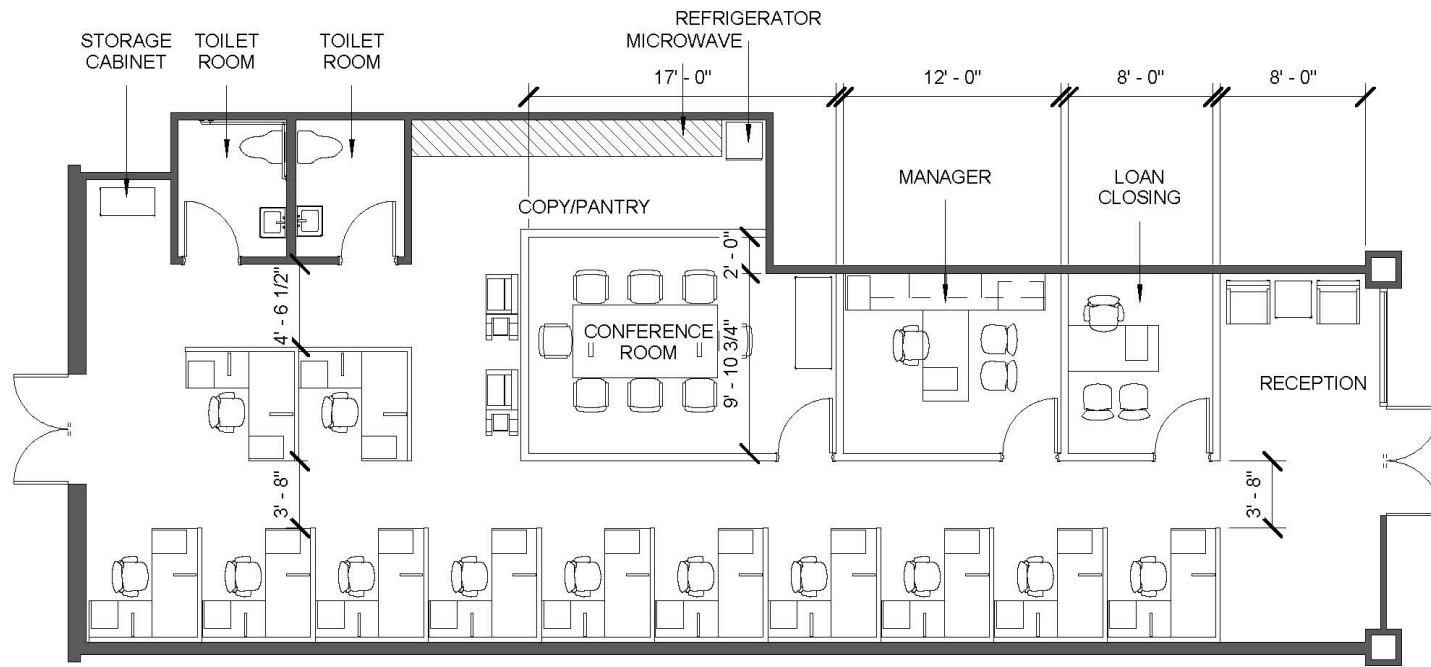 REFRIGERATOR
STORAGE
CABINET
TOILET
ROOM
TOILET
ROOM
MICROWAVE
17' - 0"
12' - 0"
8' - 0"
8' - 0"
MANAGER
LOAN
CLOSING
COPY/PANTRY
2' - 0"
4' - 6 1/2"
CONFERENCE
ROOM
9' - 10 3/4"
RECEPTION
3' - 8"
3' - 8"